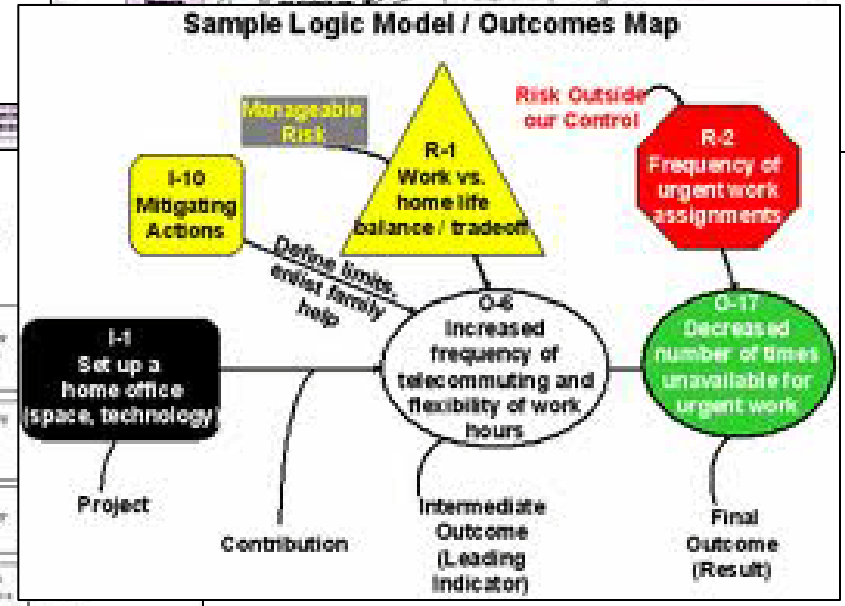 Sample Logic Model / Outcomes Map
Manageable
Risk
R-1
Work vs.
home life
balance / tradeoff
Risk Outside
our Control
R-2
Frequency of
urgent work
assignments
I-10
Mitigating
Actions
Define limits,
enlist family
help
I-1
Set up a
home office
(space, technology)
O-6
Increased
frequency of
telecommuting and
flexibility of work
hours
O-17
Decreased
number of times
unavailable for
urgent work
Project
Contribution
Intermediate
Outcome
(Leading
Indicator)
Final
Outcome
(Result)